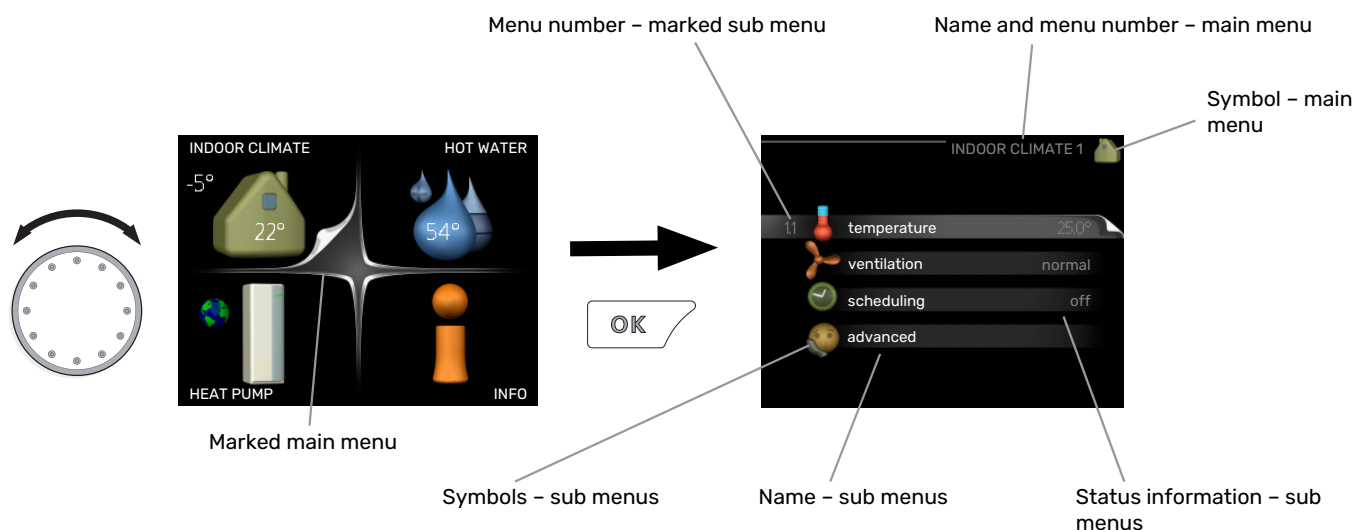 Menu number – marked sub menu
Name and menu number – main menu
Symbol – main
menu
INDOOR CLIMATE
HOT WATER
-5°
22°
54°
HEAT PUMP
INFO
Marked main menu
OK
INDOOR CLIMATE 1
1.1
temperature
25.0°
ventilation
normal
scheduling
off
advanced
Symbols – sub menus
Name – sub menus
Status information – sub
menus